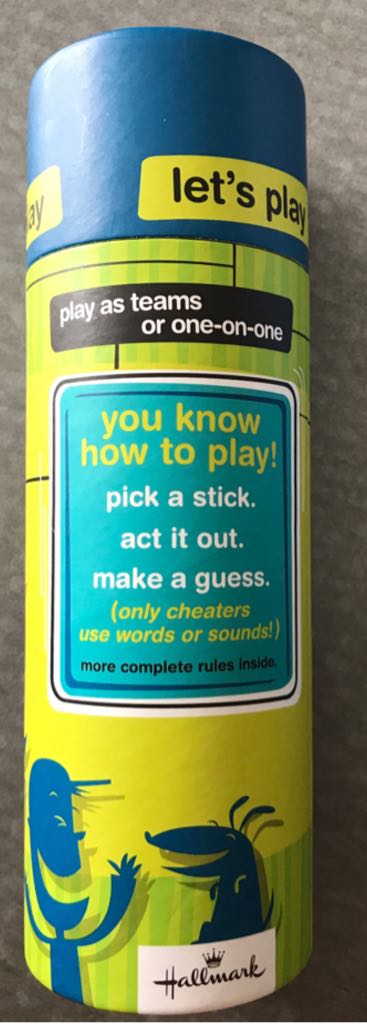 let's play
play as teams
or one-on-one
you know
how to play!
pick a stick.
act it out.
make a guess.
(only cheaters
use words or sounds!)
more complete rules inside.
Hallmark